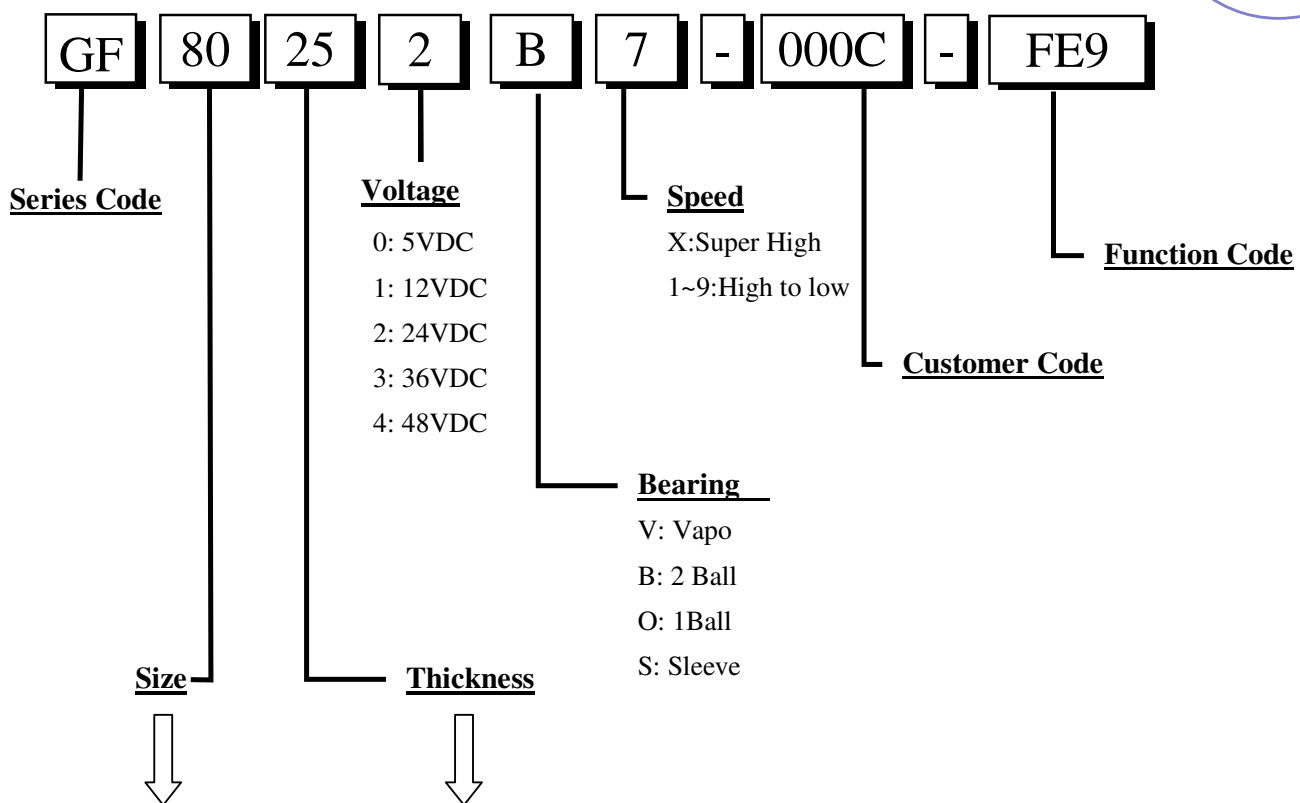 GF 80 25 2 B 7 - 000C - FE9
Series Code
Voltage
0: 5VDC
1: 12VDC
2: 24VDC
3: 36VDC
4: 48VDC
Speed
X:Super High
1~9:High to low
Function Code
Customer Code
Bearing
V: Vapo
B: 2 Ball
O: 1Ball
S: Sleeve
Size
Thickness